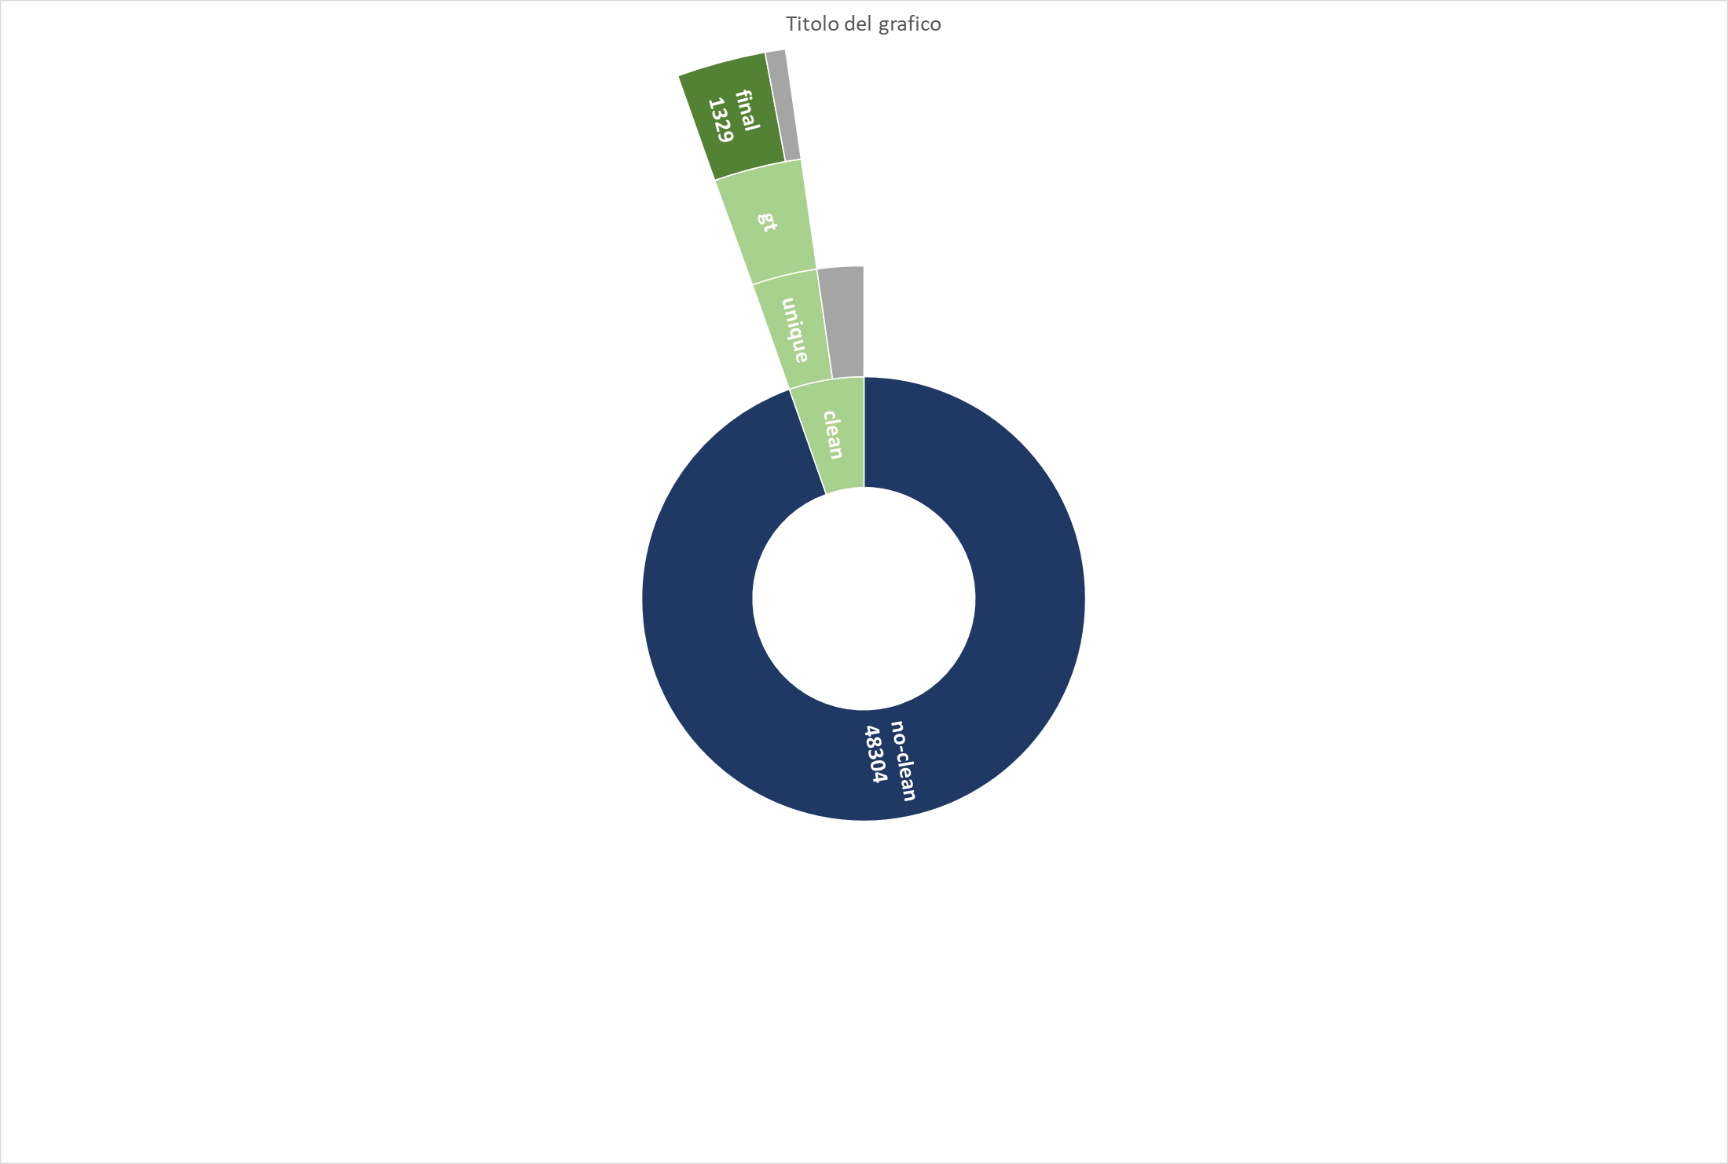 Titolo del grafico
final
1329
gt
unique
clean
no-clean
48304